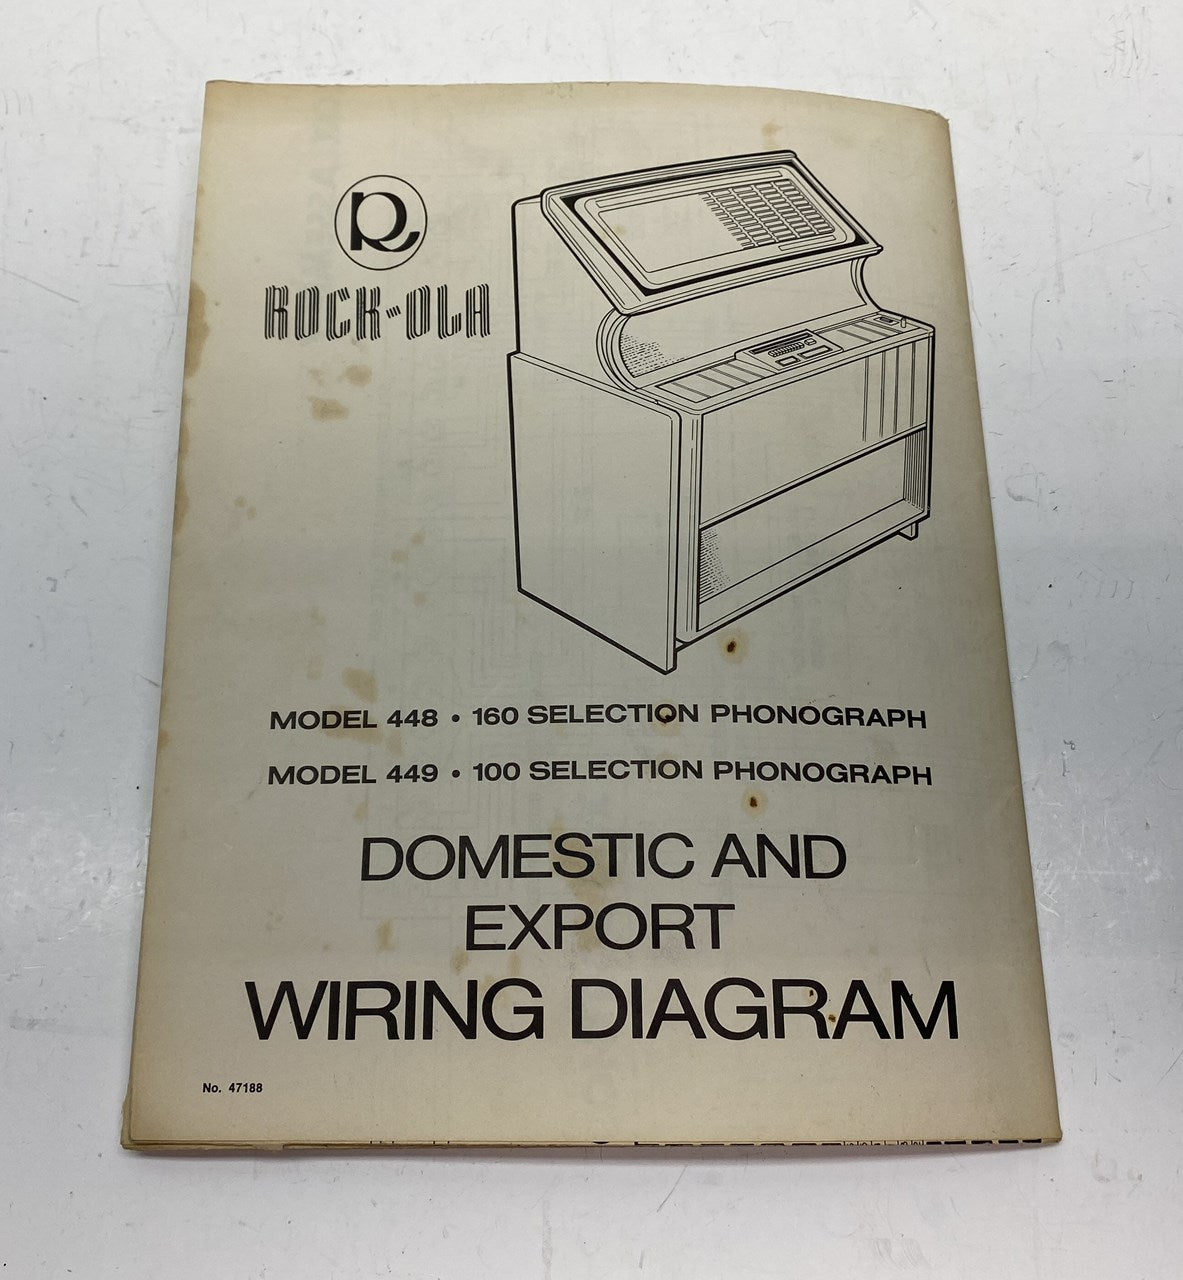 R
ROCK-OLA
MODEL 448 • 160 SELECTION PHONOGRAPH
MODEL 449 • 100 SELECTION PHONOGRAPH
DOMESTIC AND
EXPORT
WIRING DIAGRAM
No. 47188